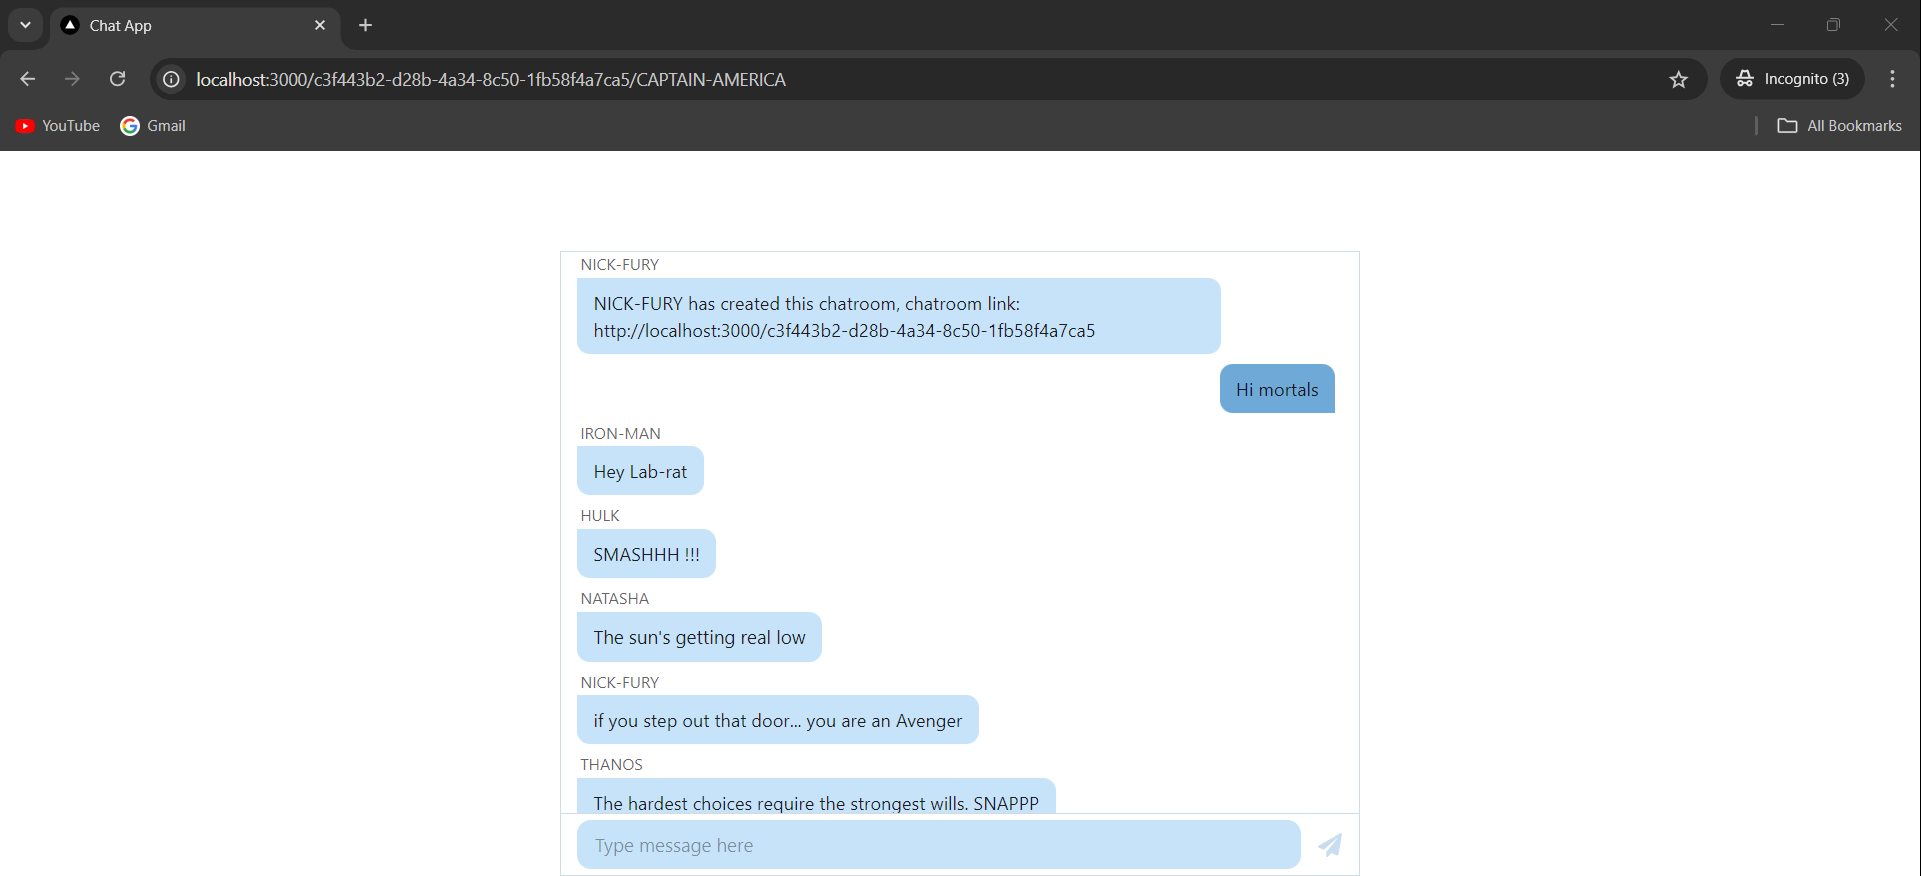 Chat App
localhost:3000/c3f443b2-d28b-4a34-8c50-1fb58f4a7ca5/CAPTAIN-AMERICA
Incognito (3)
YouTube
Gmail
All Bookmarks
NICK-FURY
NICK-FURY has created this chatroom, chatroom link:
http://localhost:3000/c3f443b2-d28b-4a34-8c50-1fb58f4a7ca5
Hi mortals
IRON-MAN
Hey Lab-rat
HULK
SMASHHH !!!
NATASHA
The sun's getting real low
NICK-FURY
if you step out that door... you are an Avenger
THANOS
The hardest choices require the strongest wills. SNAPPP
Type message here